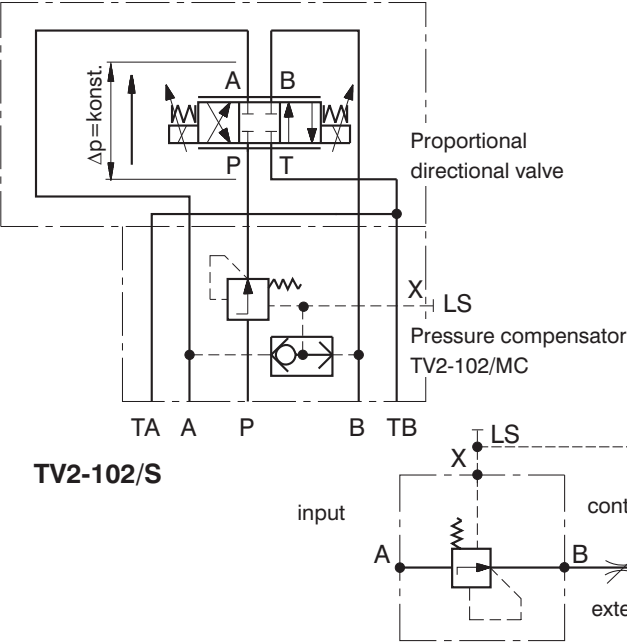 Δp=konst.
A B
P T
Proportional
directional valve
X LS
Pressure compensator
TV2-102/MC
TA A P B TB
TV2-102/S
LS
X
input
A
B